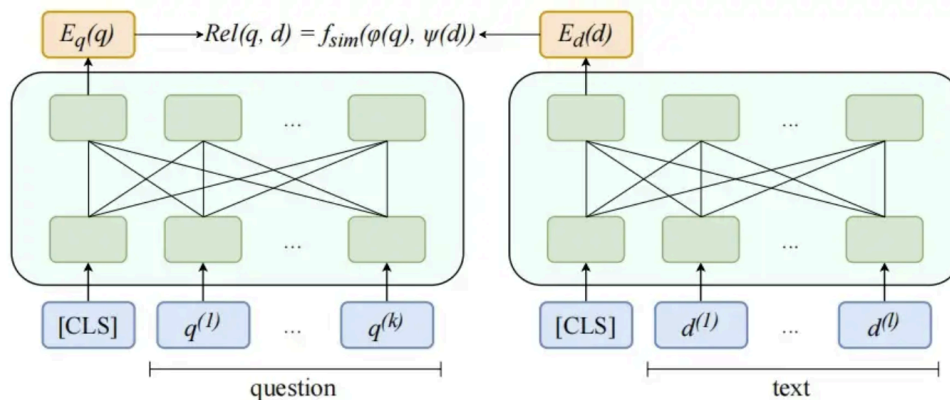 E_q(q) Rel(q, d) = f_sim(φ(q), ψ(d)) E_d(d)
... ... 
... ...
[CLS] q^(1) ... q^(k) [CLS] d^(1) ... d^(l)
question text